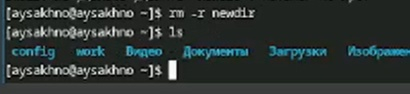 [aysakhno@aysakhno ~]$ rm -r newdir
[aysakhno@aysakhno ~]$ ls
config work Видео Документы Загрузки
[aysakhno@aysakhno ~]$